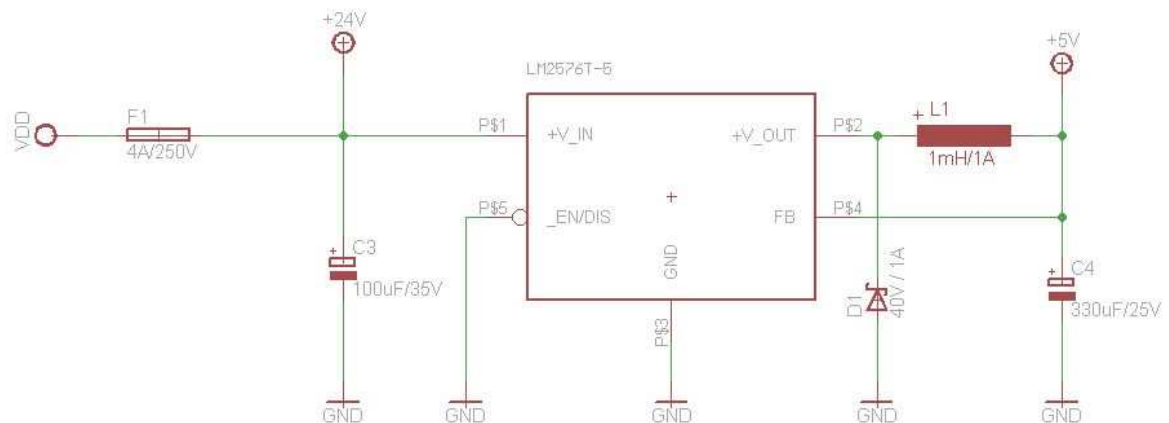 +24V
+5V
LM2576T-5
VDD
F1
4A/250V
P$1
+V_IN
+V_OUT
P$2
+
L1
1mH/1A
P$5
_EN/DIS
+
FB
P$4
GND
+
C3
100uF/35V
D1
40V / 1A
+
C4
330uF/25V
P$3
GND
GND
GND
GND
GND